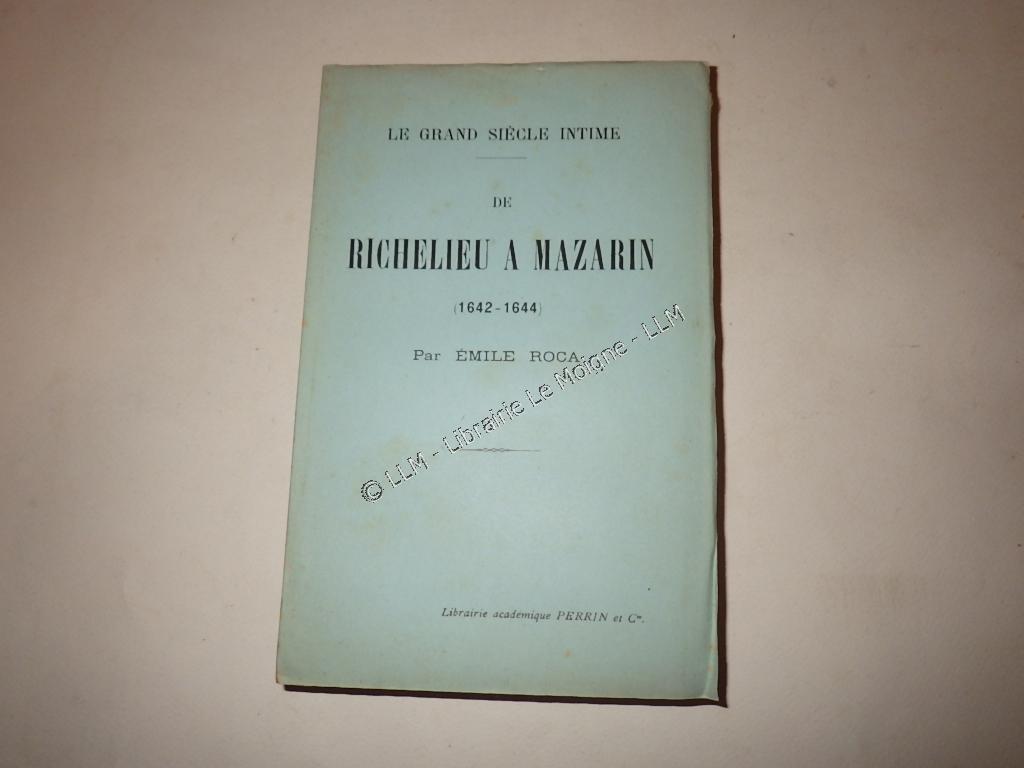 LE GRAND SIÈCLE INTIME
DE
RICHELIEU A MAZARIN
(1642-1644)
Par ÉMILE ROCA
© LLM - Librairie Le Moigne - LLM
Librairie académique PERRIN et Cie.